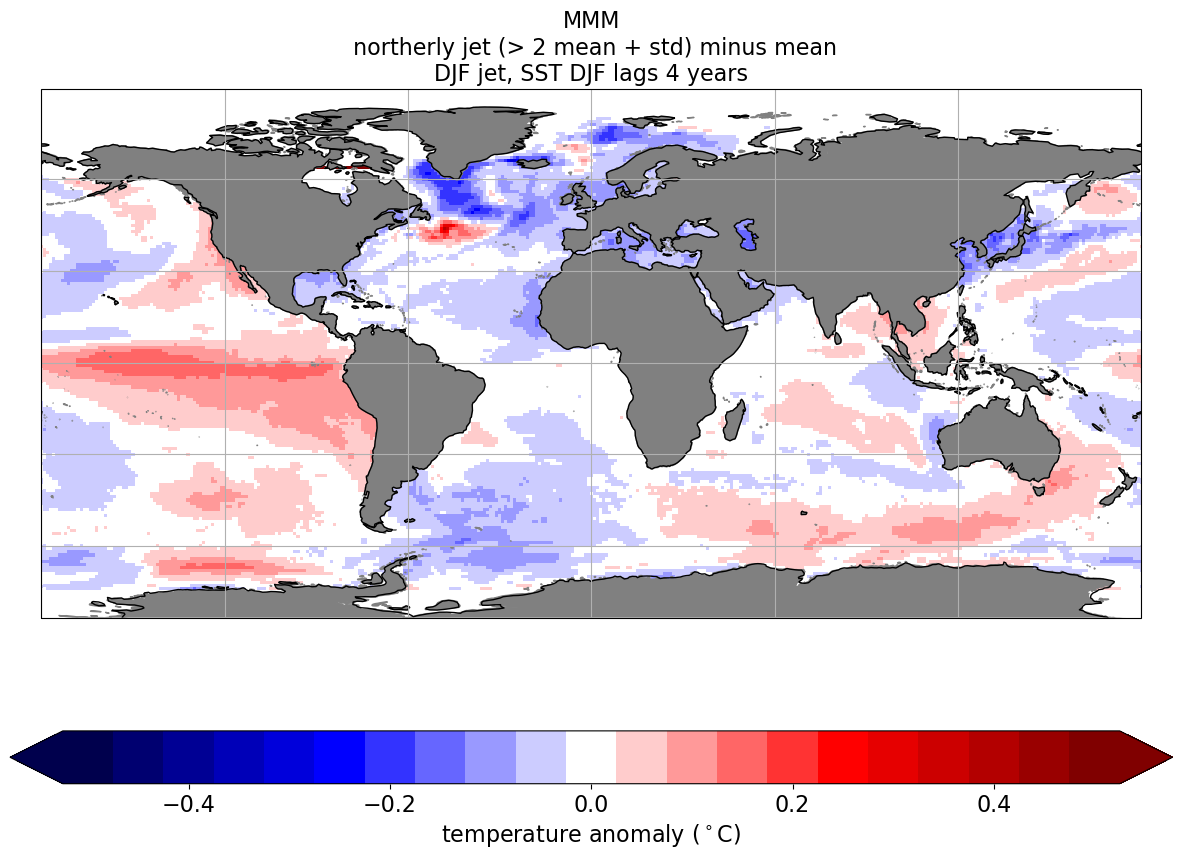 MMM
northerly jet (> 2 mean + std) minus mean
DJF jet, SST DJF lags 4 years
−0.4 −0.2 0.0 0.2 0.4
temperature anomaly (°C)